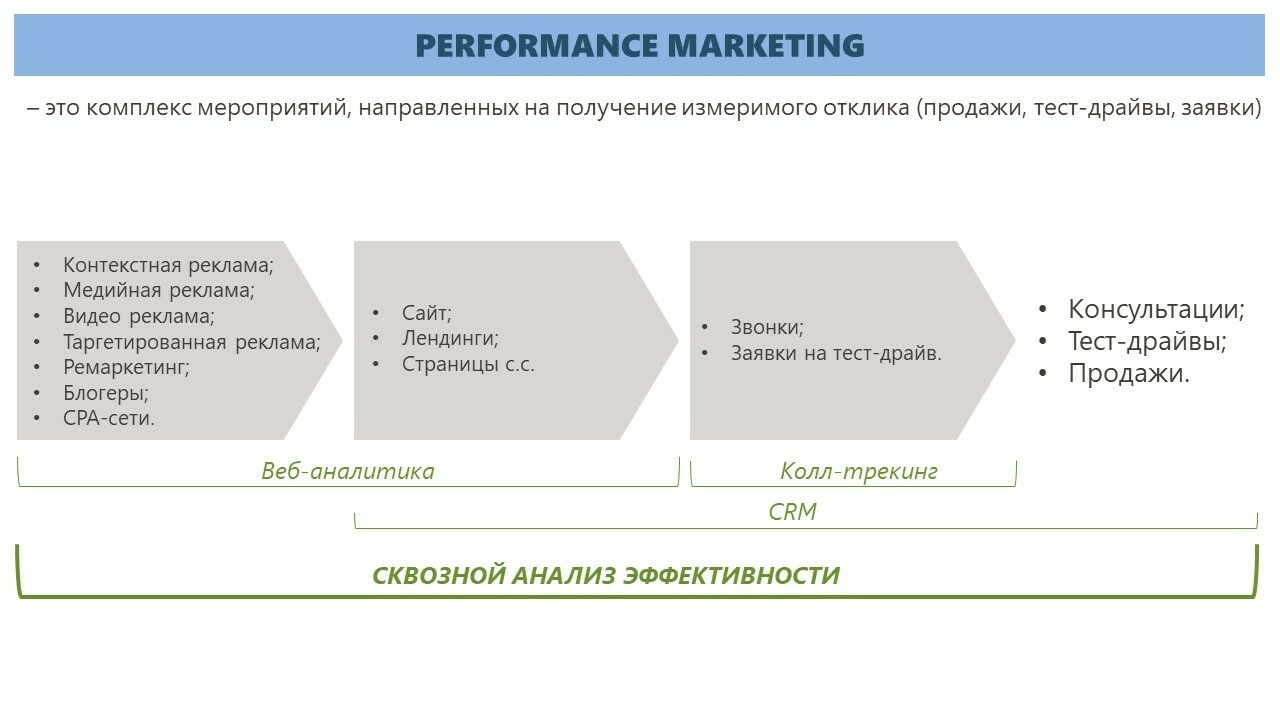 PERFORMANCE MARKETING
– это комплекс мероприятий, направленных на получение измеримого отклика (продажи, тест-драйвы, заявки)
• Контекстная реклама;
• Медийная реклама;
• Видео реклама;
• Таргетированная реклама;
• Ремаркетинг;
• Блогеры;
• CPA-сети.
• Сайт;
• Лендинги;
• Страницы с.с.
• Звонки;
• Заявки на тест-драйв.
• Консультации;
• Тест-драйвы;
• Продажи.
Веб-аналитика
Колл-трекинг
CRM
СКВОЗНОЙ АНАЛИЗ ЭФФЕКТИВНОСТИ